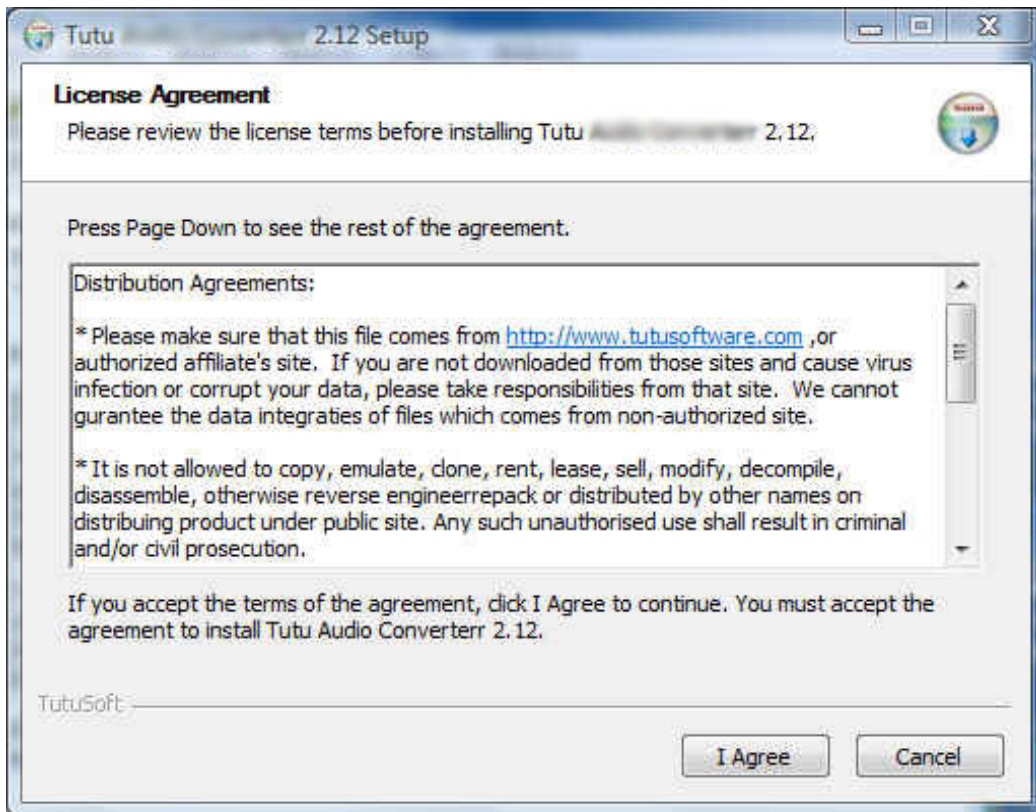 Tutu 2.12 Setup
License Agreement
Please review the license terms before installing Tutu 2.12.
Press Page Down to see the rest of the agreement.
Distribution Agreements:
* Please make sure that this file comes from http://www.tutusoftware.com ,or
authorized affiliate's site. If you are not downloaded from those sites and cause virus
infection or corrupt your data, please take responsibilities from that site. We cannot
gurantee the data integraties of files which comes from non-authorized site.
* It is not allowed to copy, emulate, clone, rent, lease, sell, modify, decompile,
disassemble, otherwise reverse engineerrepack or distributed by other names on
distribuing product under public site. Any such unauthorised use shall result in criminal
and/or civil prosecution.
If you accept the terms of the agreement, click I Agree to continue. You must accept the
agreement to install Tutu Audio Converterr 2.12.
TutuSoft
I Agree
Cancel